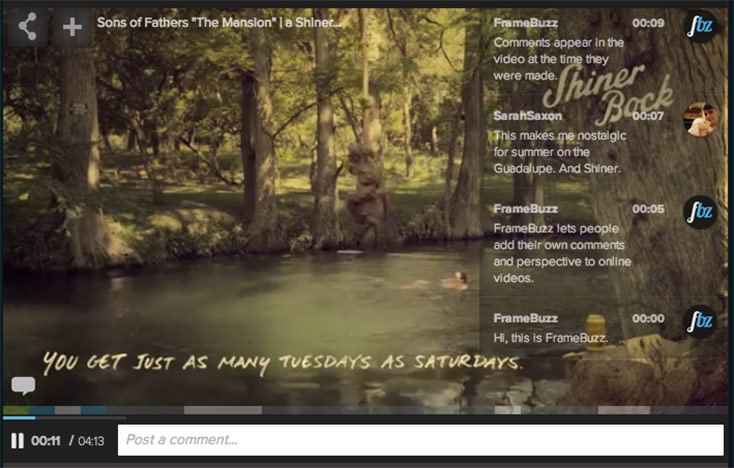 Sons of Fathers "The Mansion" | a Shiner...
FrameBuzz 00:09
Comments appear in the
video at the time they
were made.
fbz
Shiner
Bock
SarahSaxon 00:07
This makes me nostalgic
for summer on the
Guadalupe. And Shiner.
FrameBuzz 00:05
FrameBuzz lets people
add their own comments
and perspective to online
videos.
fbz
FrameBuzz 00:00
Hi, this is FrameBuzz.
fbz
YOU GET JUST AS MANY TUESDAYS AS SATURDAYS.
00:11 / 04:13
Post a comment...